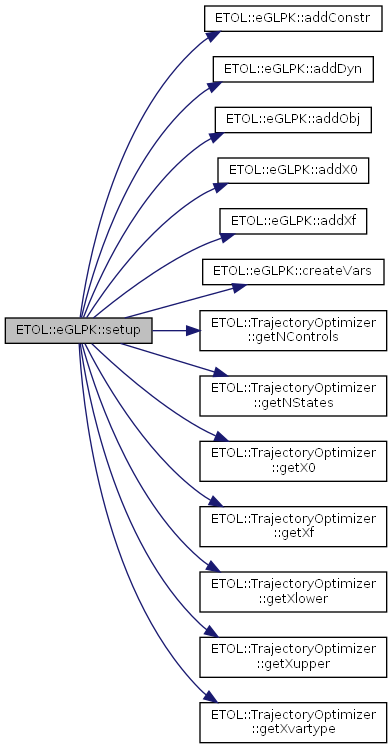 ETOL::eGLPK::addConstr
ETOL::eGLPK::addDyn
ETOL::eGLPK::addObj
ETOL::eGLPK::addX0
ETOL::eGLPK::addXf
ETOL::eGLPK::createVars
ETOL::eGLPK::setup
ETOL::TrajectoryOptimizer
::getNControls
ETOL::TrajectoryOptimizer
::getNStates
ETOL::TrajectoryOptimizer
::getX0
ETOL::TrajectoryOptimizer
::getXf
ETOL::TrajectoryOptimizer
::getXlower
ETOL::TrajectoryOptimizer
::getXupper
ETOL::TrajectoryOptimizer
::getXvartype